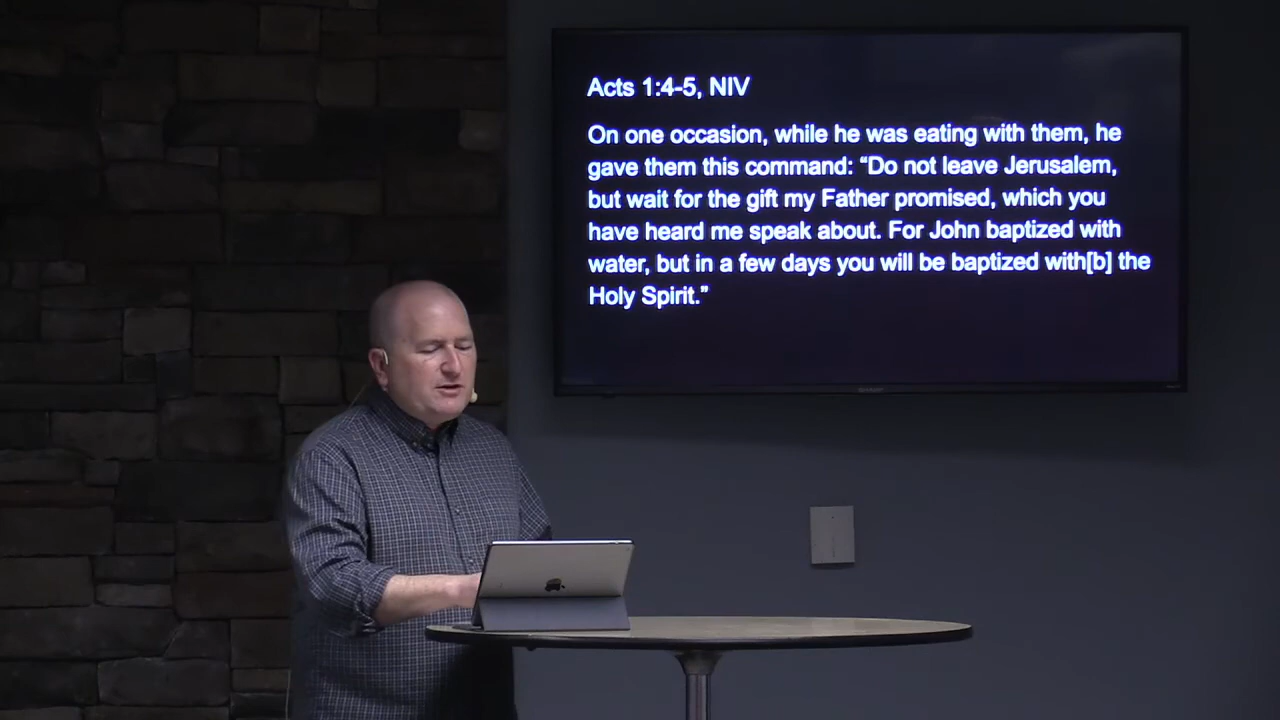 Acts 1:4-5, NIV
On one occasion, while he was eating with them, he
gave them this command: “Do not leave Jerusalem,
but wait for the gift my Father promised, which you
have heard me speak about. For John baptized with
water, but in a few days you will be baptized with[b] the
Holy Spirit.”